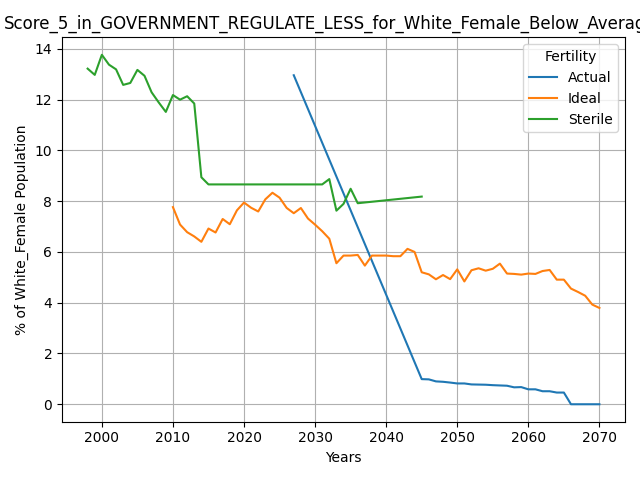 Score_5_in_GOVERNMENT_REGULATE_LESS_for_White_Female_Below_Averag
Fertility
Actual
Ideal
Sterile
% of White_Female Population
14
12
10
8
6
4
2
0
2000 2010 2020 2030 2040 2050 2060 2070
Years